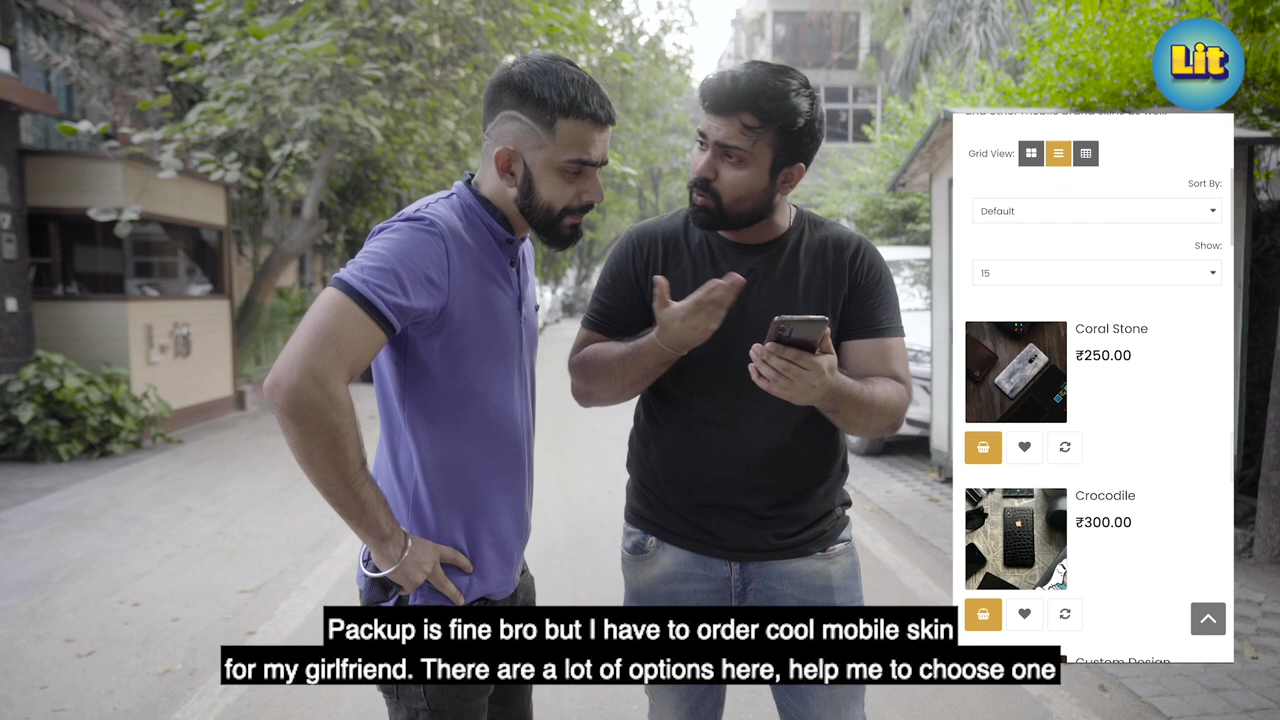 Lit
Grid View:
Sort By:
Default
Show:
15
Coral Stone
₹250.00
Crocodile
₹300.00
Custom Design
Packup is fine bro but I have to order cool mobile skin
for my girlfriend. There are a lot of options here, help me to choose one